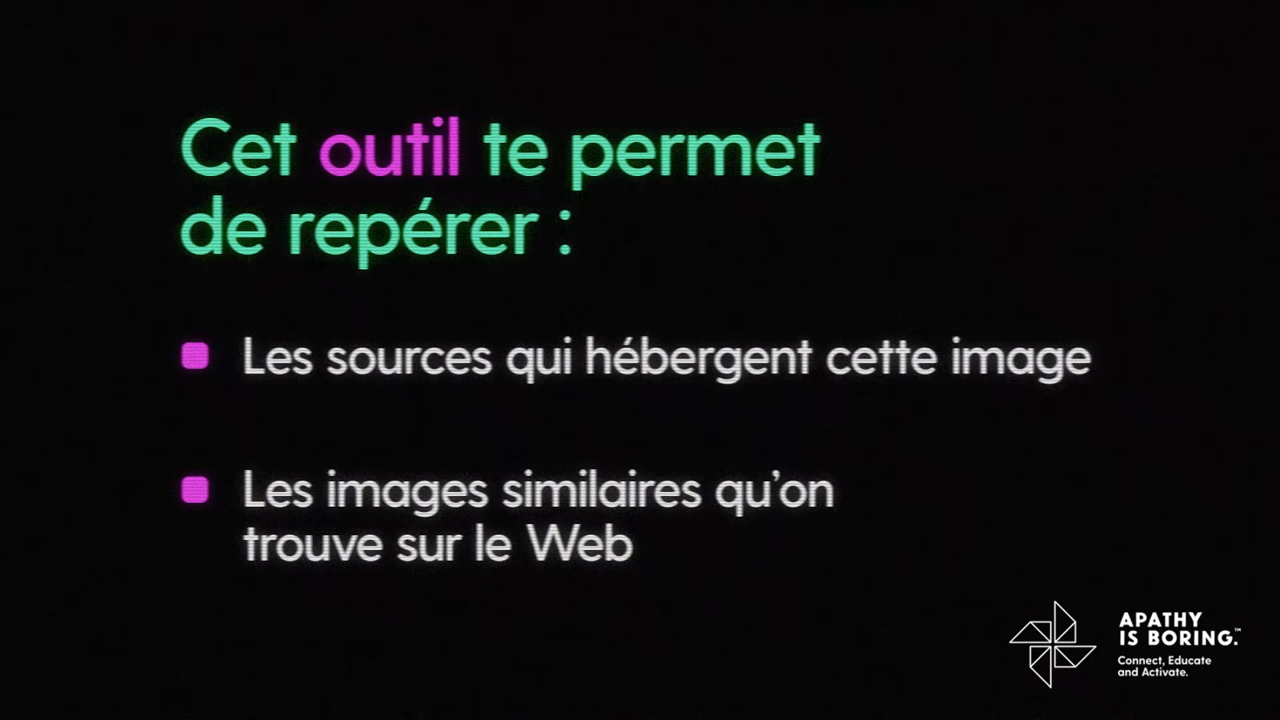 Cet outil te permet
de repérer :
Les sources qui hébergent cette image
Les images similaires qu’on
trouve sur le Web
APATHY
IS BORING.™
Connect, Educate
and Activate.